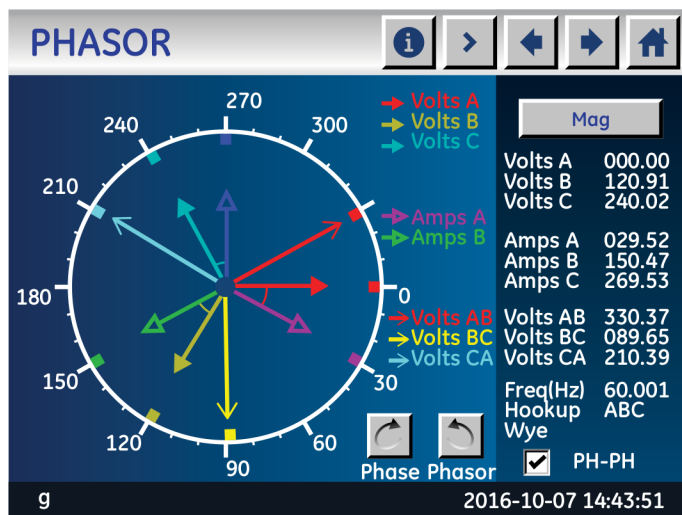 PHASOR
270
240
300
210
180
0
150
30
120
60
90
Volts A
Volts B
Volts C
Amps A
Amps B
Volts AB
Volts BC
Volts CA
Phase Phasor
Mag
Volts A 000.00
Volts B 120.91
Volts C 240.02
Amps A 029.52
Amps B 150.47
Amps C 269.53
Volts AB 330.37
Volts BC 089.65
Volts CA 210.39
Freq(Hz) 60.001
Hookup ABC
Wye
PH-PH
g
2016-10-07 14:43:51